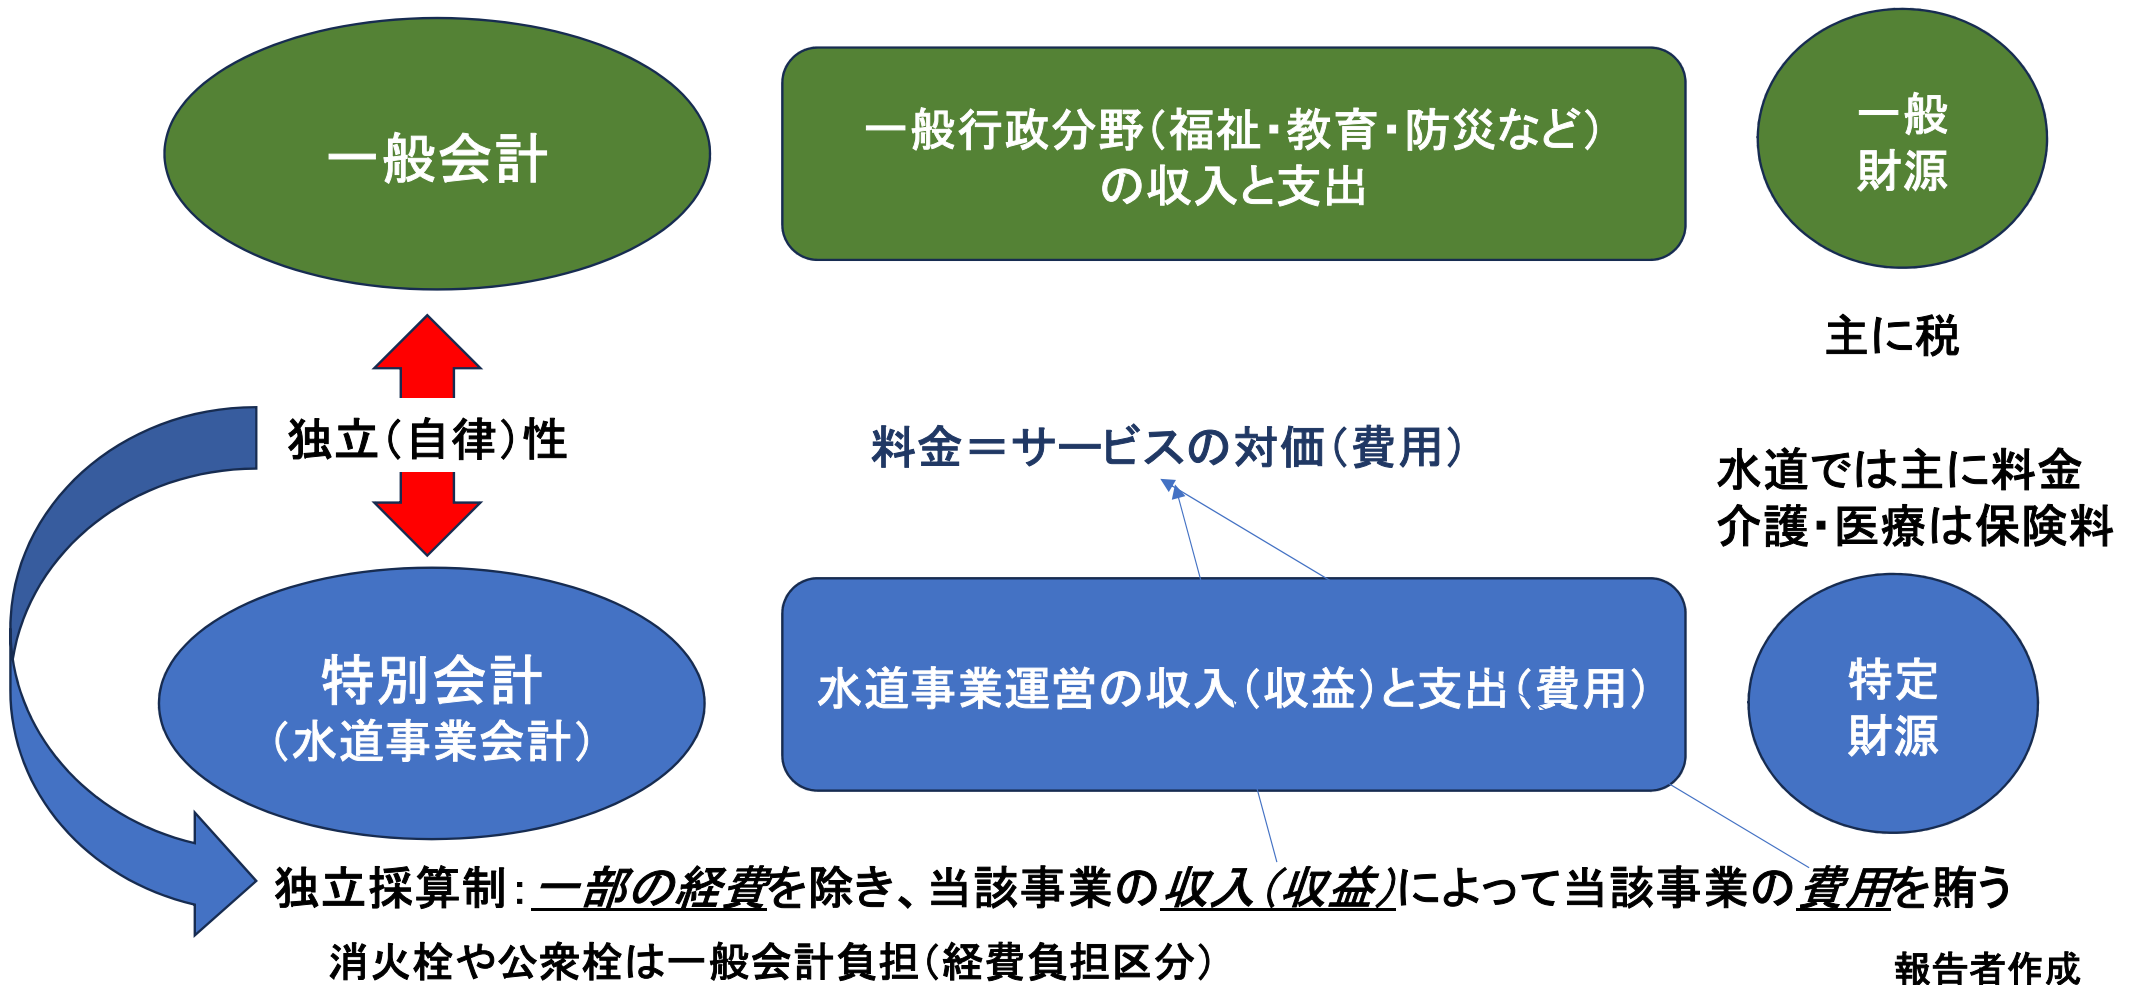 一般会計
一般行政分野（福祉・教育・防災など）
の収入と支出
一般
財源
主に税
独立（自律）性
料金＝サービスの対価（費用）
水道では主に料金
介護・医療は保険料
特別会計
（水道事業会計）
水道事業運営の収入（収益）と支出（費用）
特定
財源
独立採算制：一部の経費を除き、当該事業の収入（収益）によって当該事業の費用を賄う
消火栓や公衆栓は一般会計負担（経費負担区分）
報告者作成